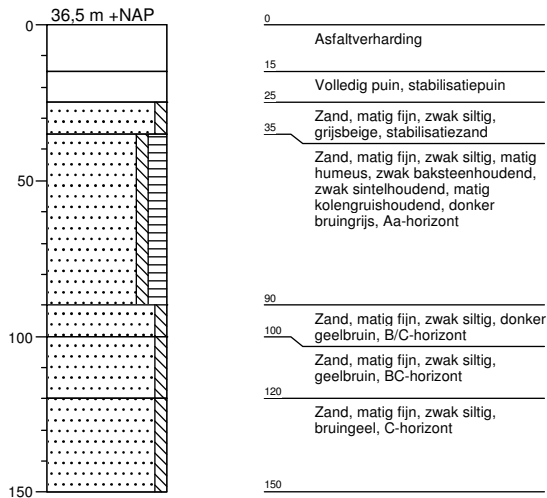 36,5 m +NAP
0
50
100
150
0
Asfaltverharding
15
Volledig puin, stabilisatiepuin
25
Zand, matig fijn, zwak siltig,
grijsbeige, stabilisatiezand
35
Zand, matig fijn, zwak siltig, matig
humeus, zwak baksteenhoudend,
zwak sintelhoudend, matig
kolengruishoudend, donker
bruingrijs, Aa-horizont
90
Zand, matig fijn, zwak siltig, donker
geelbruin, B/C-horizont
100
Zand, matig fijn, zwak siltig,
geelbruin, BC-horizont
120
Zand, matig fijn, zwak siltig,
bruingeel, C-horizont
150